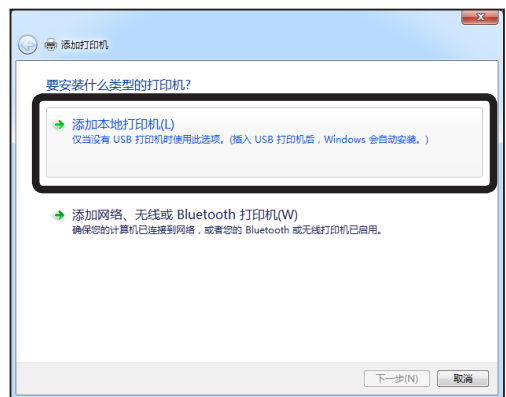 添加打印机
要安装什么类型的打印机?
添加本地打印机(L)
仅当没有 USB 打印机时使用此选项。(插入 USB 打印机后，Windows 会自动安装。)
添加网络、无线或 Bluetooth 打印机(W)
确保您的计算机已连接到网络，或者您的 Bluetooth 或无线打印机已启用。
下一步(N) 取消